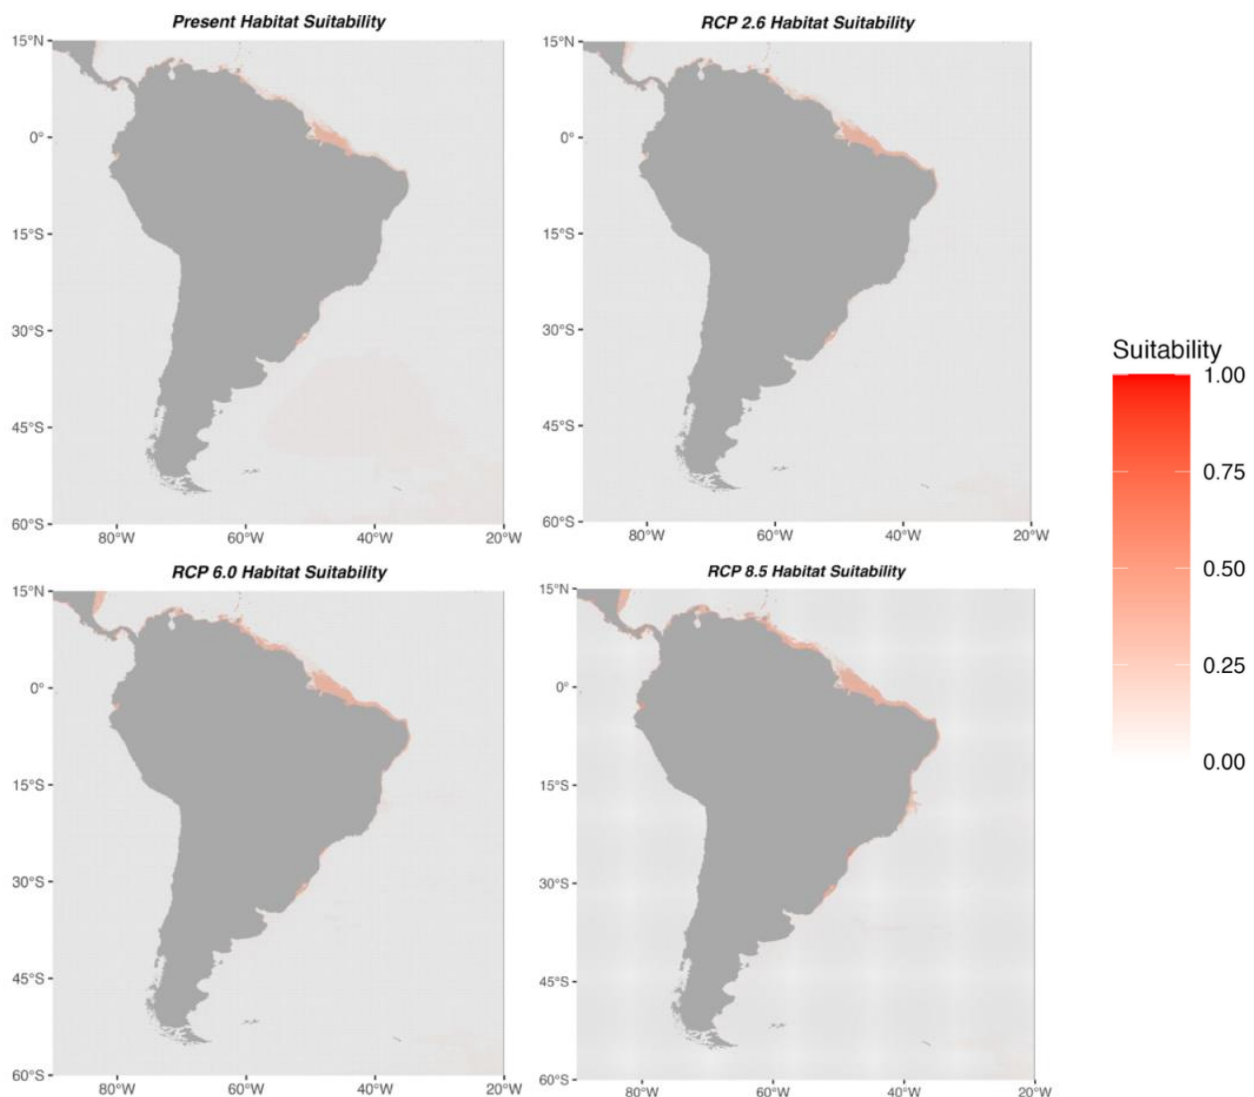 Present Habitat Suitability
15°N
0°
15°S
30°S
45°S
60°S
80°W 60°W 40°W 20°W
RCP 2.6 Habitat Suitability
15°N
0°
15°S
30°S
45°S
60°S
80°W 60°W 40°W 20°W
RCP 6.0 Habitat Suitability
15°N
0°
15°S
30°S
45°S
60°S
80°W 60°W 40°W 20°W
RCP 8.5 Habitat Suitability
15°N
0°
15°S
30°S
45°S
60°S
80°W 60°W 40°W 20°W
Suitability
1.00
0.75
0.50
0.25
0.00